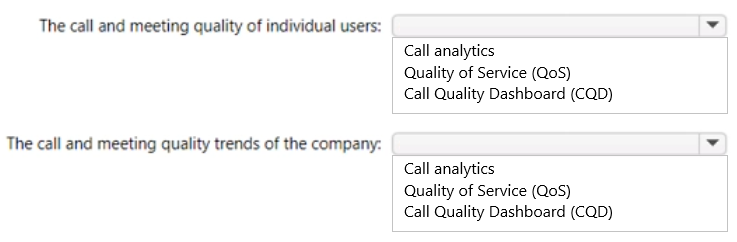 The call and meeting quality of individual users:
Call analytics
Quality of Service (QoS)
Call Quality Dashboard (CQD)
The call and meeting quality trends of the company:
Call analytics
Quality of Service (QoS)
Call Quality Dashboard (CQD)